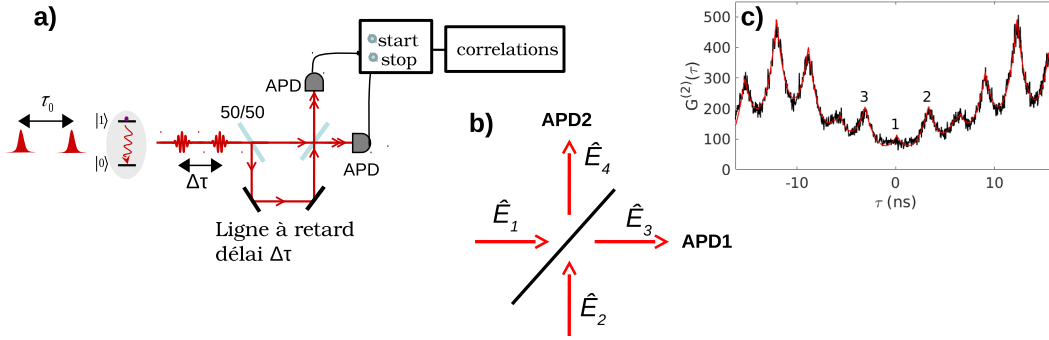 a)
τ₀
|1⟩
|0⟩
Δτ
50/50
APD
APD
start
stop
correlations
Ligne à retard
délai Δτ
b)
APD2
Ê₄
Ê₁
Ê₃
APD1
Ê₂
c)
G⁽²⁾(τ)
500
400
300
200
100
0
3
1
2
-10
0
10
τ (ns)